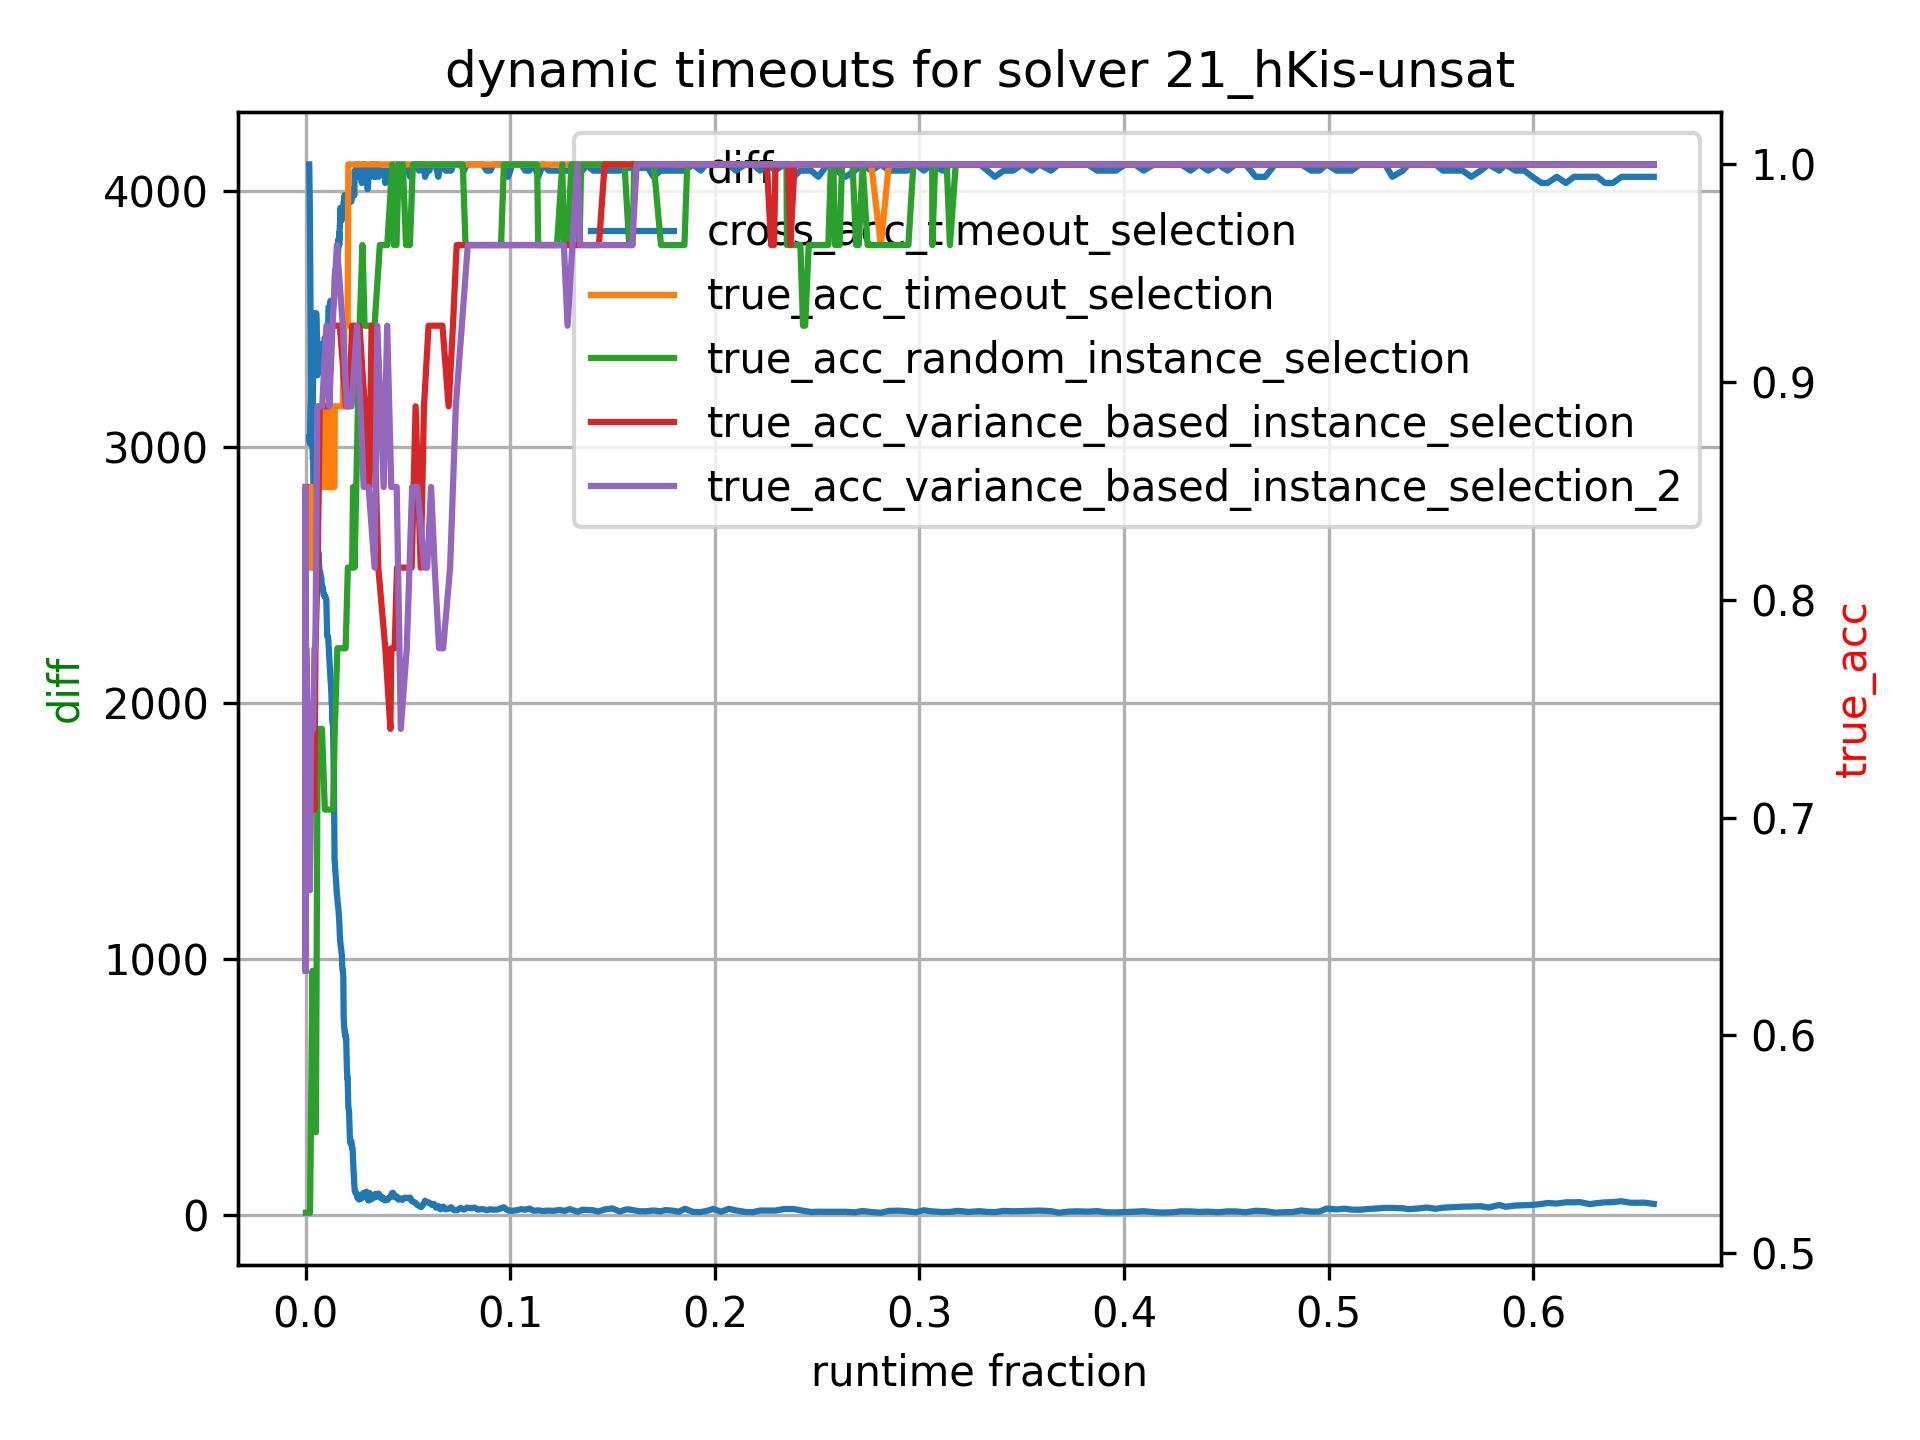 dynamic timeouts for solver 21_hKis-unsat
diff
cross_acc_timeout_selection
true_acc_timeout_selection
true_acc_random_instance_selection
true_acc_variance_based_instance_selection
true_acc_variance_based_instance_selection_2
4000
3000
2000
1000
0
diff
1.0
0.9
0.8
0.7
0.6
0.5
true_acc
0.0 0.1 0.2 0.3 0.4 0.5 0.6
runtime fraction